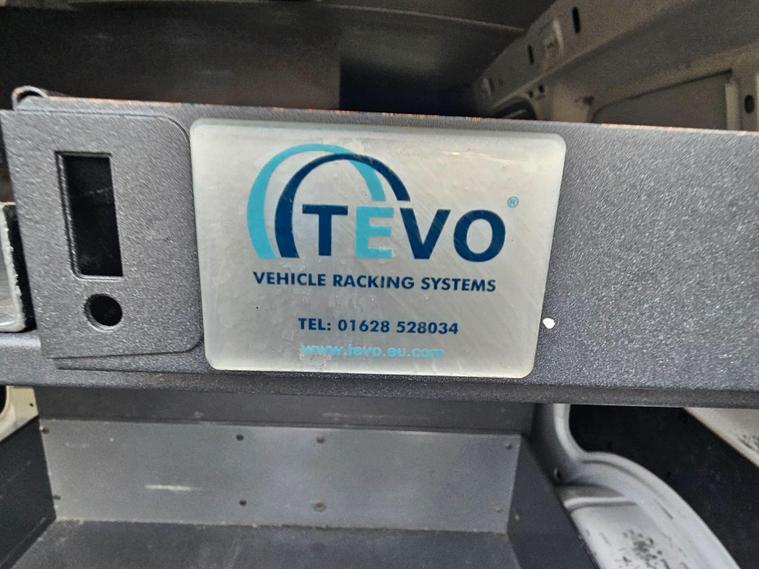 TEVO®
VEHICLE RACKING SYSTEMS
TEL: 01628 528034
www.tevo.eu.com